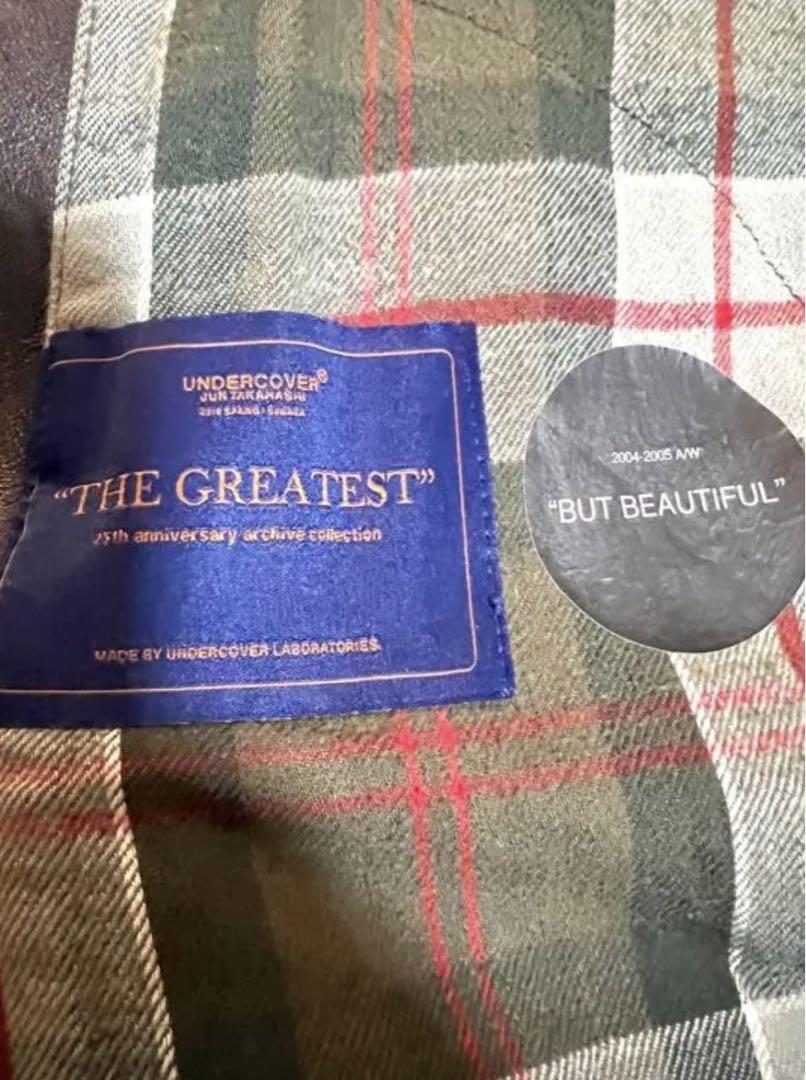 UNDERCOVER®
JUN TAKAHASHI
"THE GREATEST"
25th anniversary archive collection
MADE BY UNDERCOVER LABORATORIES.
2004-2005 A/W
"BUT BEAUTIFUL"